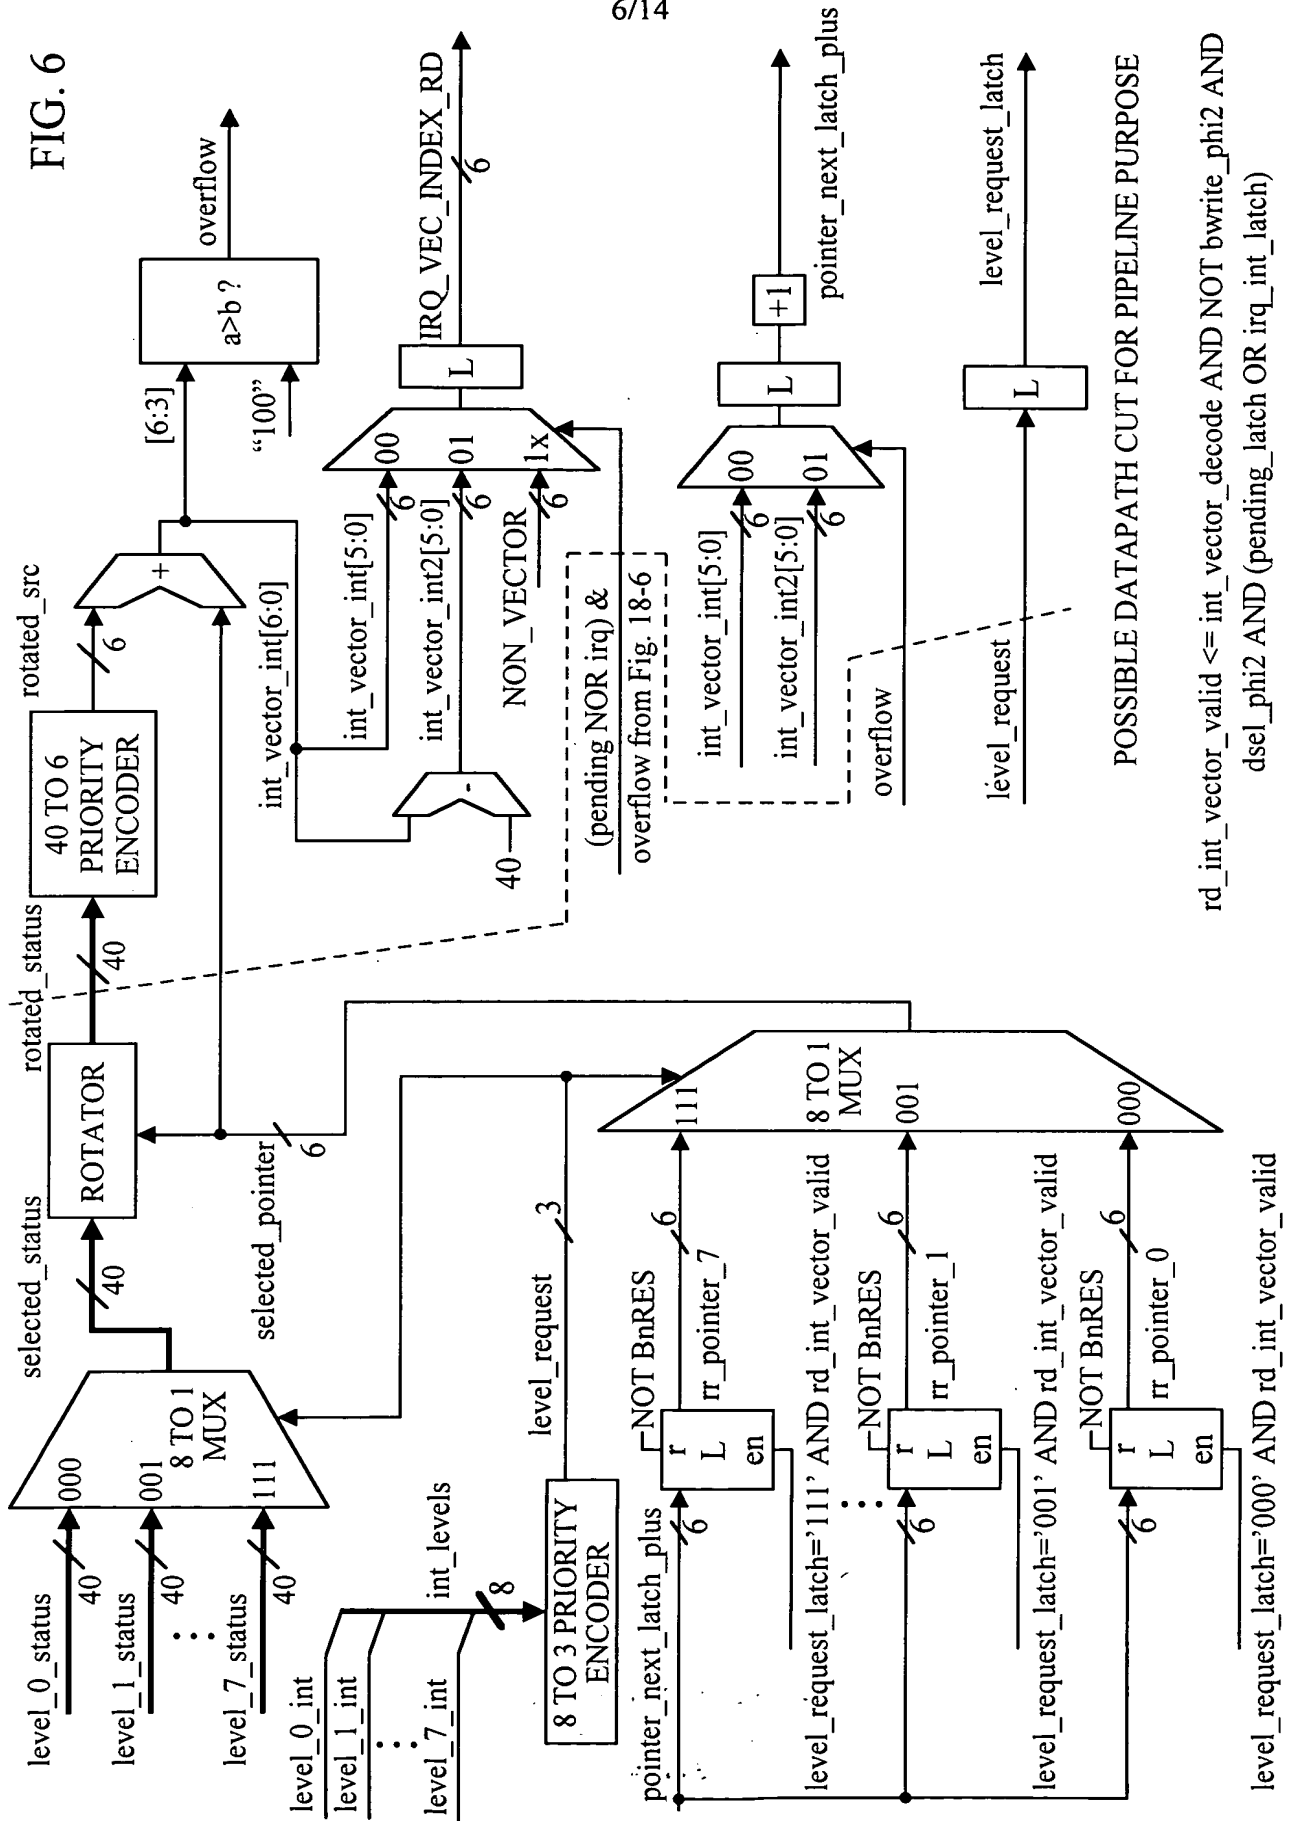 6/14
FIG. 6
level_0_status
40
level_1_status
40
level_7_status
40
000
001
111
8 TO 1
MUX
selected_status
40
ROTATOR
rotated_status
40
40 TO 6
PRIORITY
ENCODER
rotated_src
6
+
[6:3]
"100"
a>b ?
overflow
selected_pointer
6
int_vector_int[6:0]
int_vector_int[5:0]
6
int_vector_int2[5:0]
6
NON_VECTOR
6
00
01
1x
L
IRQ_VEC_INDEX_RD
6
40
-
(pending NOR irq) &
overflow from Fig. 18-6
level_0_int
level_1_int
level_7_int
int_levels
8
8 TO 3 PRIORITY
ENCODER
level_request
3
int_vector_int[5:0]
6
int_vector_int2[5:0]
6
00
01
overflow
L
+1
pointer_next_latch_plus
pointer_next_latch_plus
6
r
L
en
NOT BnRES
rr_pointer_7
6
level_request_latch='111' AND rd_int_vector_valid
6
r
L
en
NOT BnRES
rr_pointer_1
6
level_request_latch='001' AND rd_int_vector_valid
6
r
L
en
NOT BnRES
rr_pointer_0
6
level_request_latch='000' AND rd_int_vector_valid
111
001
000
8 TO 1
MUX
level_request
L
level_request_latch
POSSIBLE DATAPATH CUT FOR PIPELINE PURPOSE
rd_int_vector_valid <= int_vector_decode AND NOT bwrite_phi2 AND
dsel_phi2 AND (pending_latch OR irq_int_latch)